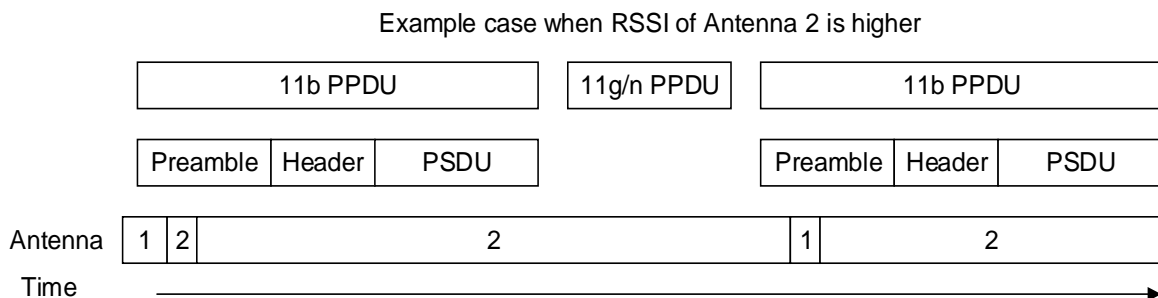 Example case when RSSI of Antenna 2 is higher
11b PPDU 11g/n PPDU 11b PPDU
Preamble Header PSDU Preamble Header PSDU
Antenna 1 2 2 1 2
Time